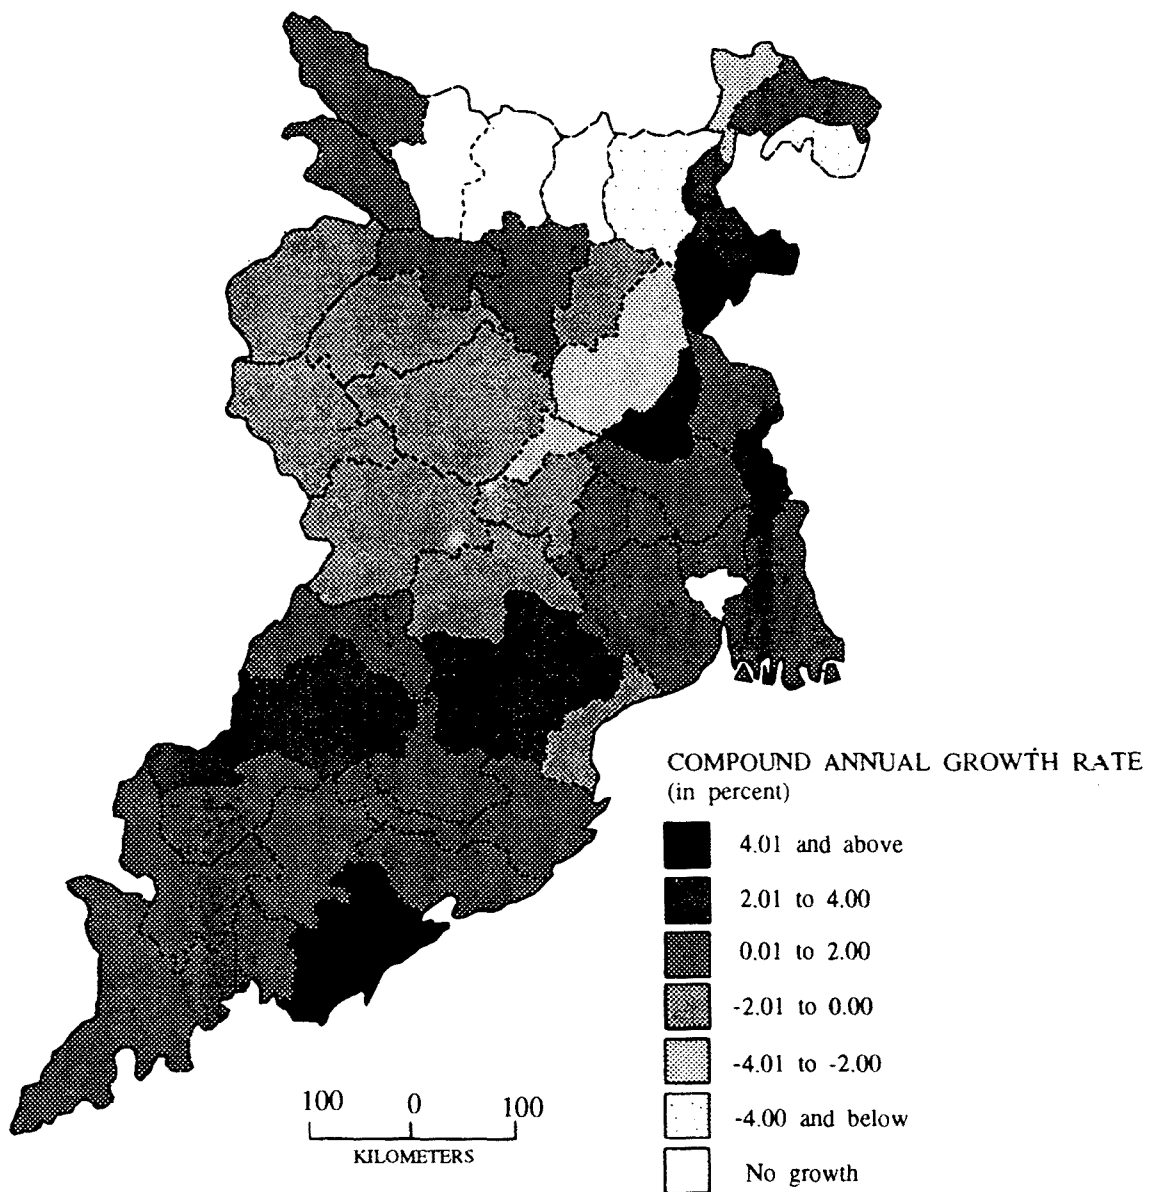 COMPOUND ANNUAL GROWTH RATE
(in percent)
4.01 and above
2.01 to 4.00
0.01 to 2.00
-2.01 to 0.00
-4.01 to -2.00
-4.00 and below
No growth
100 0 100
KILOMETERS